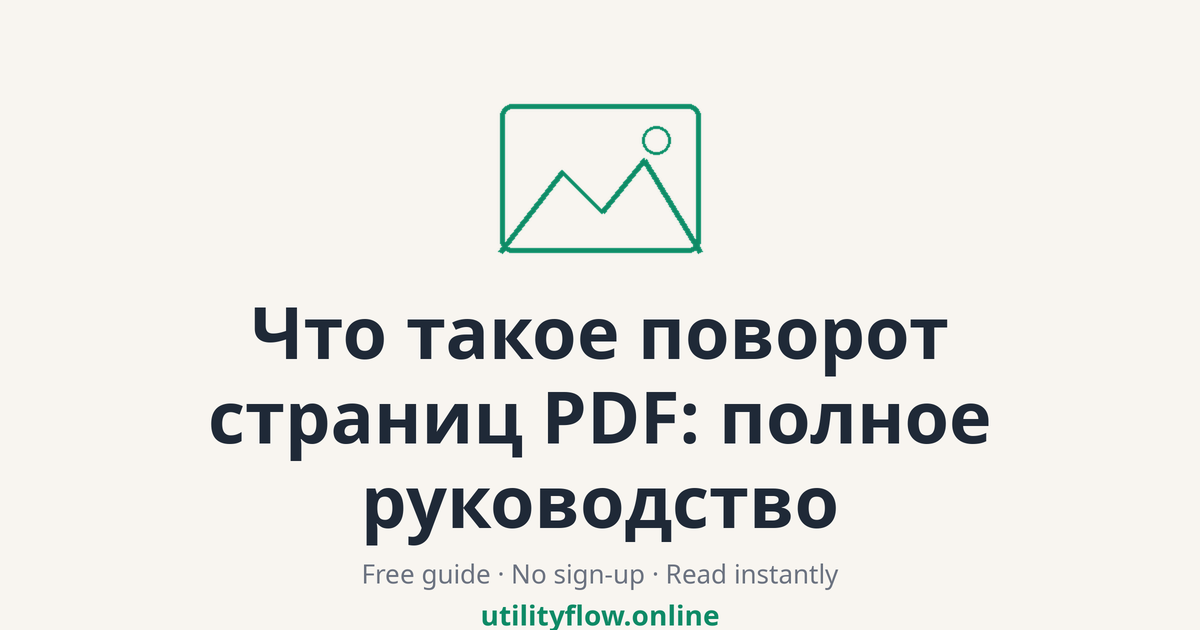 Что такое поворот
страниц PDF: полное
руководство
Free guide · No sign-up · Read instantly
utilityflow.online